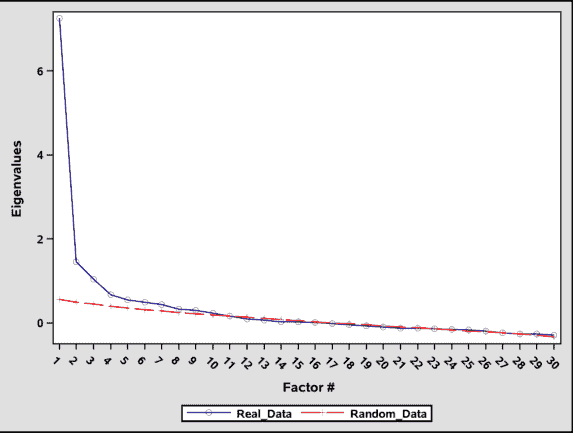 Eigenvalues
6
4
2
0
1 2 3 4 5 6 7 8 9 10 11 12 13 14 15 16 17 18 19 20 21 22 23 24 25 26 27 28 29 30
Factor #
Real_Data Random_Data